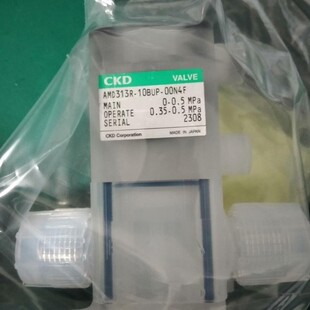 CKD VALVE
AMD313R-10BUP-00N4F
MAIN 0-0.5 MPa
OPERATE 0.35-0.5 MPa
SERIAL 2308
CKD Corporation MADE IN JAPAN